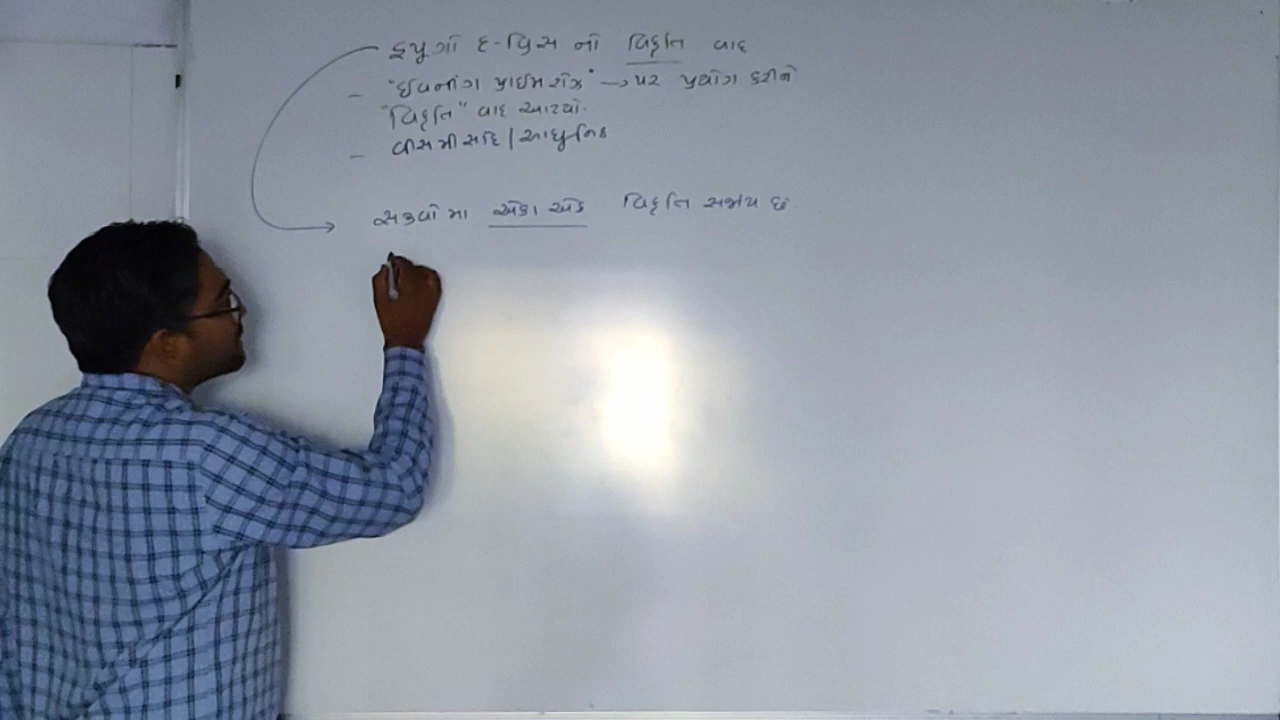 હ્યુગો દ-વ્રિસ નો વિકૃતિ વાદ
- "ઈવનીંગ પ્રાઈમરોઝ" → પર પ્રયોગ કરીને
"વિકૃતિ" વાદ આપ્યો.
- વીસમી સદિ / આધુનિક
સજીવો મા એકા એક વિકૃતિ સર્જાય છે